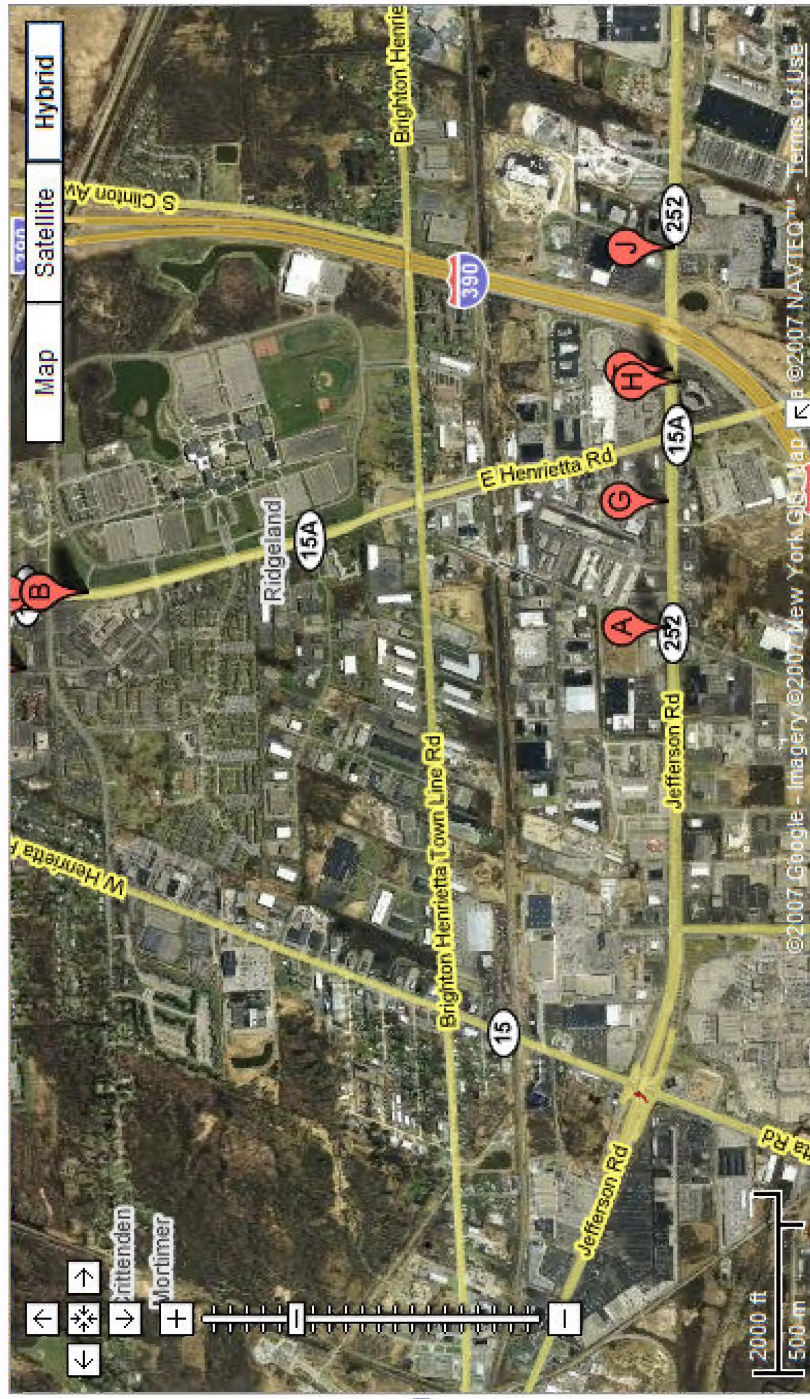 Map
Satellite
Hybrid
390
S Clinton Av
W Henrietta
B
Ridgeland
15A
Brighton Henrietta Town Line Rd
Brighton Henrie
390
E Henrietta Rd
15
rittenden
Mortimer
Jefferson Rd
Jefferson Rd
A
252
G
H
15A
J
252
ta Rd
2000 ft
500 m
©2007 Google - Imagery ©2007 New York GIS, Map ©2007 NAVTEQ™ - Terms of Use